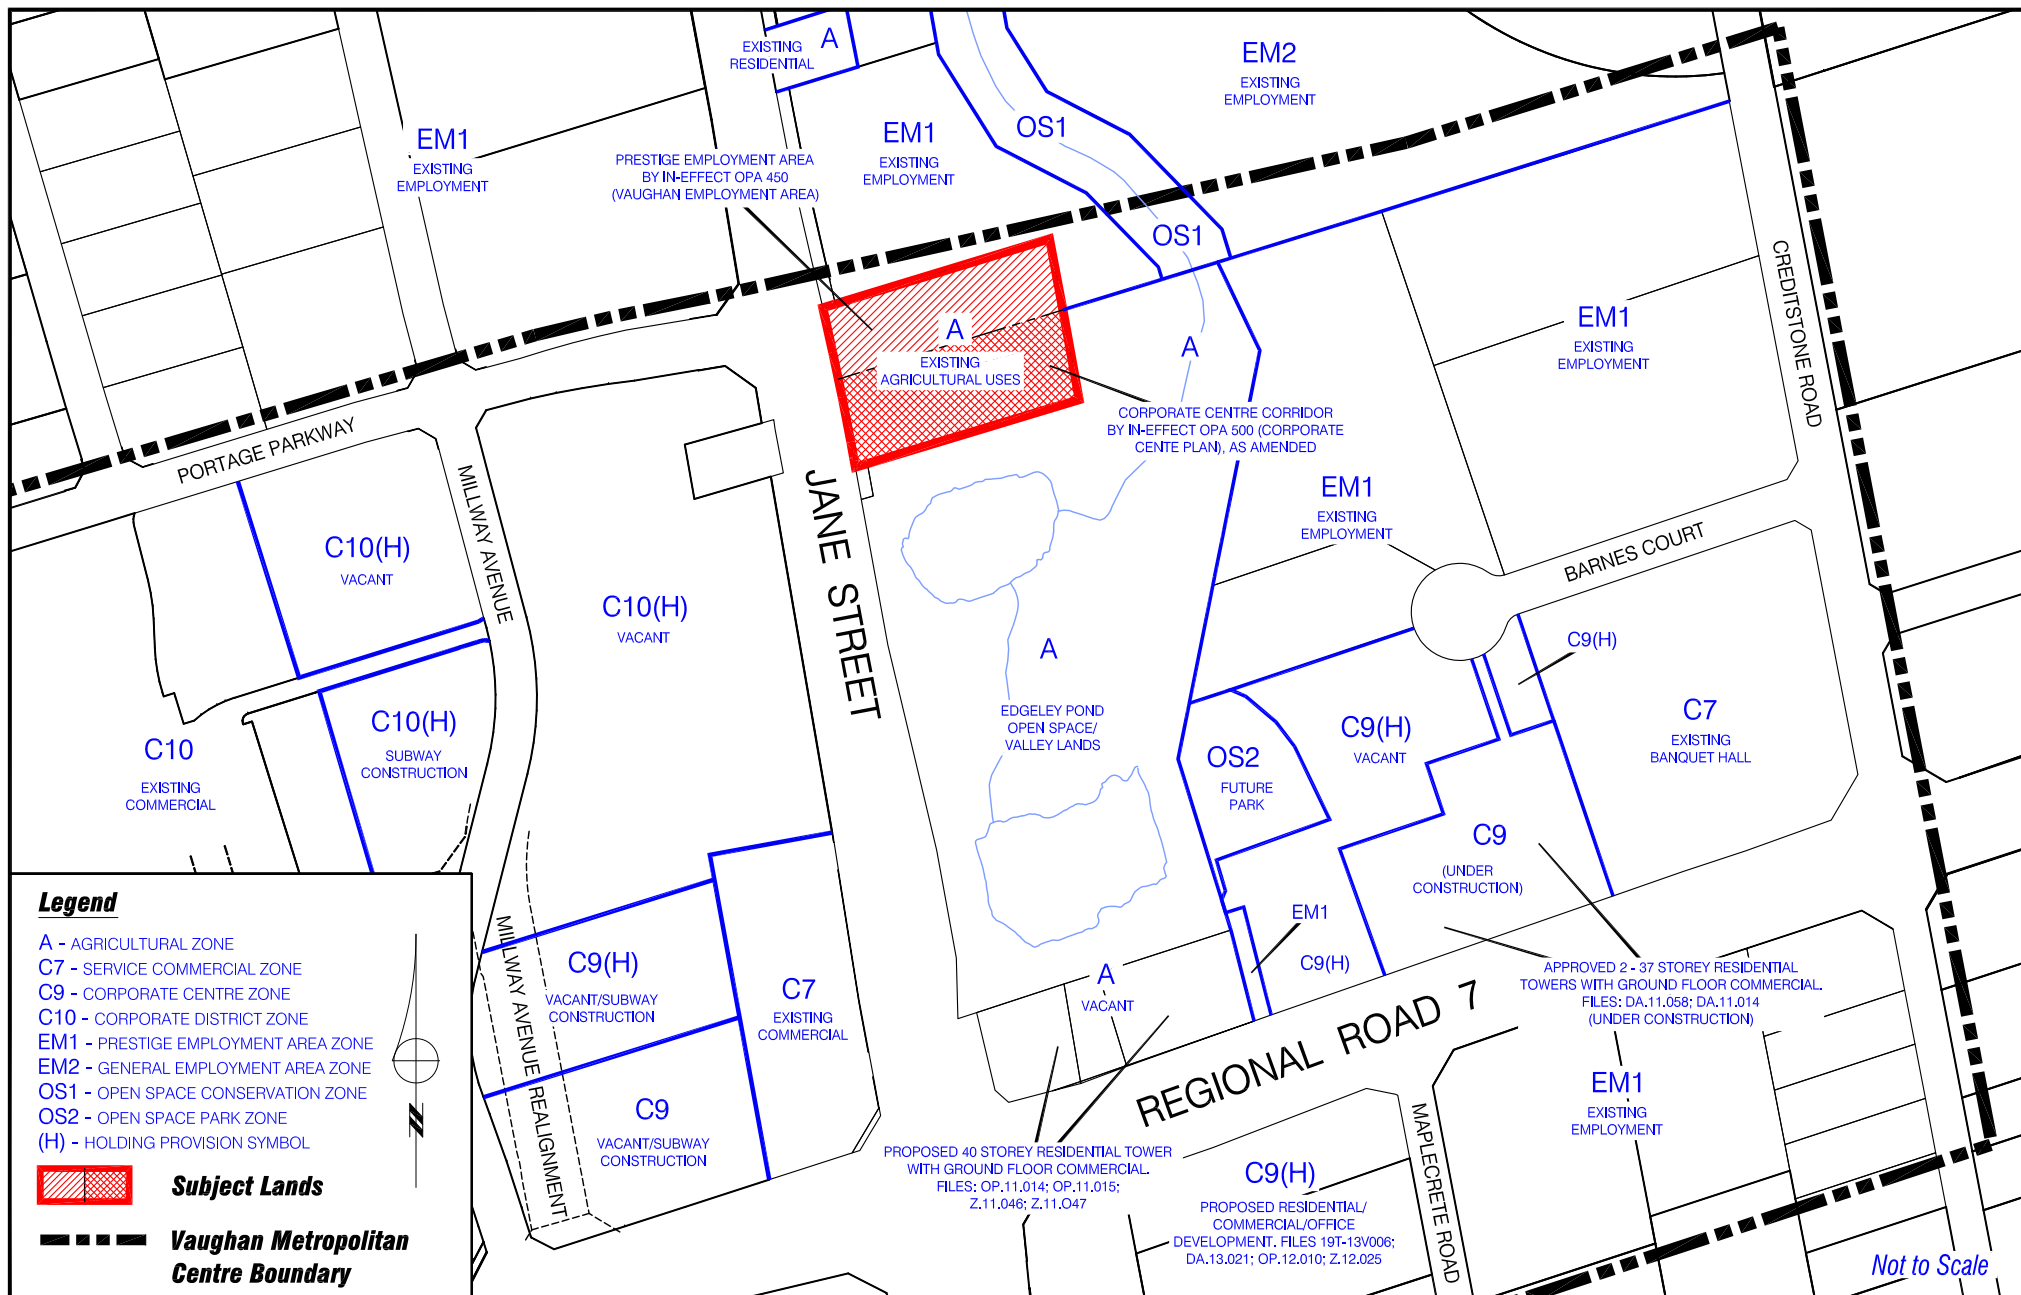 EXISTING
RESIDENTIAL
A
EM2
EXISTING
EMPLOYMENT
OS1
EM1
EXISTING
EMPLOYMENT
EM1
EXISTING
EMPLOYMENT
PRESTIGE EMPLOYMENT AREA
BY IN-EFFECT OPA 450
(VAUGHAN EMPLOYMENT AREA)
OS1
CREDITSTONE ROAD
A
EXISTING
AGRICULTURAL USES
A
EM1
EXISTING
EMPLOYMENT
CORPORATE CENTRE CORRIDOR
BY IN-EFFECT OPA 500 (CORPORATE
CENTE PLAN), AS AMENDED
PORTAGE PARKWAY
MILLWAY AVENUE
JANE STREET
EM1
EXISTING
EMPLOYMENT
BARNES COURT
C10(H)
VACANT
C10(H)
VACANT
A
C9(H)
EDGELEY POND
OPEN SPACE/
VALLEY LANDS
C10
EXISTING
COMMERCIAL
C10(H)
SUBWAY
CONSTRUCTION
OS2
FUTURE
PARK
C9(H)
VACANT
C7
EXISTING
BANQUET HALL
C9
(UNDER
CONSTRUCTION)
EM1
C9(H)
A
VACANT
APPROVED 2 - 37 STOREY RESIDENTIAL
TOWERS WITH GROUND FLOOR COMMERCIAL.
FILES: DA.11.058; DA.11.014
(UNDER CONSTRUCTION)
REGIONAL ROAD 7
C9(H)
VACANT/SUBWAY
CONSTRUCTION
C7
EXISTING
COMMERCIAL
MILLWAY AVENUE REALIGNMENT
C9
VACANT/SUBWAY
CONSTRUCTION
PROPOSED 40 STOREY RESIDENTIAL TOWER
WITH GROUND FLOOR COMMERCIAL.
FILES: OP.11.014; OP.11.015;
Z.11.046; Z.11.O47
C9(H)
PROPOSED RESIDENTIAL/
COMMERCIAL/OFFICE
DEVELOPMENT. FILES 19T-13V006;
DA.13.021; OP.12.010; Z.12.025
MAPLECRETE ROAD
EM1
EXISTING
EMPLOYMENT
Legend
A - AGRICULTURAL ZONE
C7 - SERVICE COMMERCIAL ZONE
C9 - CORPORATE CENTRE ZONE
C10 - CORPORATE DISTRICT ZONE
EM1 - PRESTIGE EMPLOYMENT AREA ZONE
EM2 - GENERAL EMPLOYMENT AREA ZONE
OS1 - OPEN SPACE CONSERVATION ZONE
OS2 - OPEN SPACE PARK ZONE
(H) - HOLDING PROVISION SYMBOL
N
Subject Lands
Vaughan Metropolitan
Centre Boundary
Not to Scale